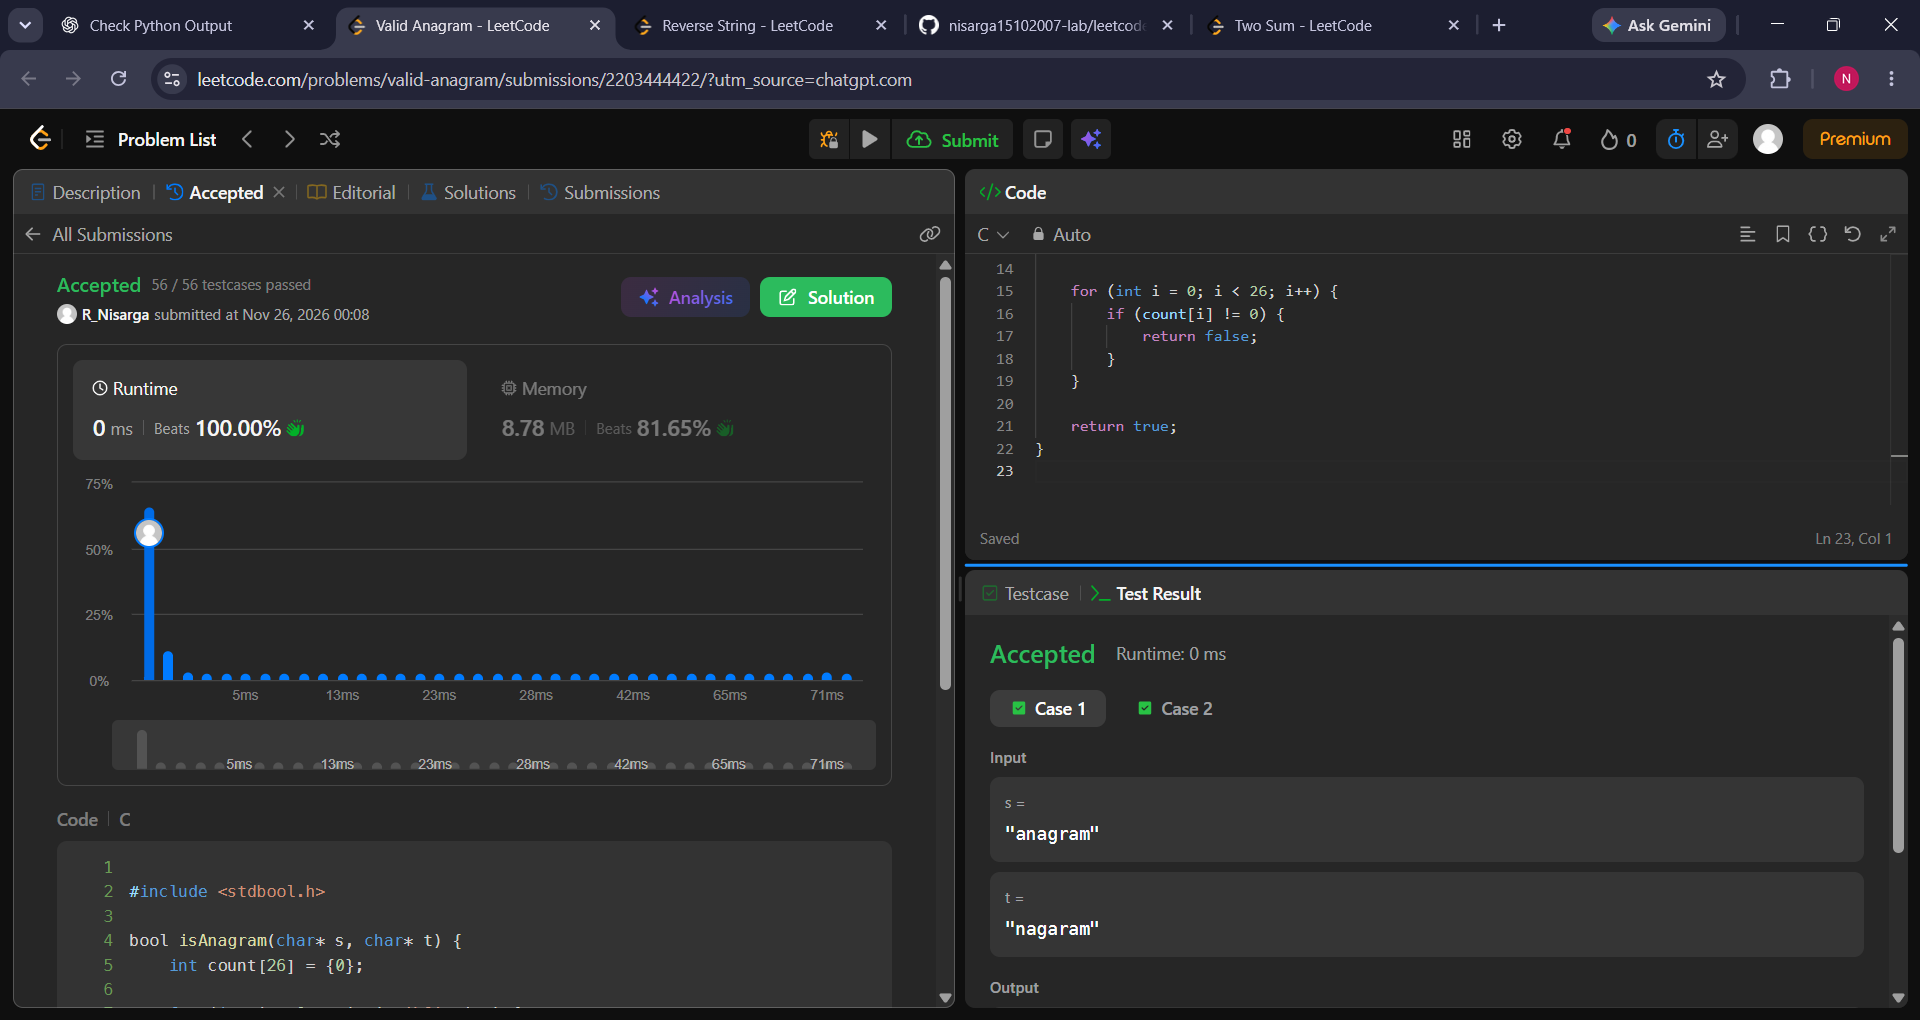 Check Python Output
Valid Anagram - LeetCode
Reverse String - LeetCode
nisarga15102007-lab/leetcode
Two Sum - LeetCode
Ask Gemini
leetcode.com/problems/valid-anagram/submissions/2203444422/?utm_source=chatgpt.com
N
Problem List
Submit
0
Premium
Description
Accepted
Editorial
Solutions
Submissions
All Submissions
Accepted 56 / 56 testcases passed
R_Nisarga submitted at Nov 26, 2026 00:08
Analysis
Solution
Runtime
0 ms Beats 100.00%
Memory
8.78 MB Beats 81.65%
75%
50%
25%
0%
5ms 13ms 23ms 28ms 42ms 65ms 71ms
5ms 13ms 23ms 28ms 42ms 65ms 71ms
Code C
1
2 #include <stdbool.h>
3
4 bool isAnagram(char* s, char* t) {
5 int count[26] = {0};
6
</> Code
C Auto
14
15 for (int i = 0; i < 26; i++) {
16 if (count[i] != 0) {
17 return false;
18 }
19 }
20
21 return true;
22 }
23
Saved
Ln 23, Col 1
Testcase
Test Result
Accepted Runtime: 0 ms
Case 1
Case 2
Input
s =
"anagram"
t =
"nagaram"
Output